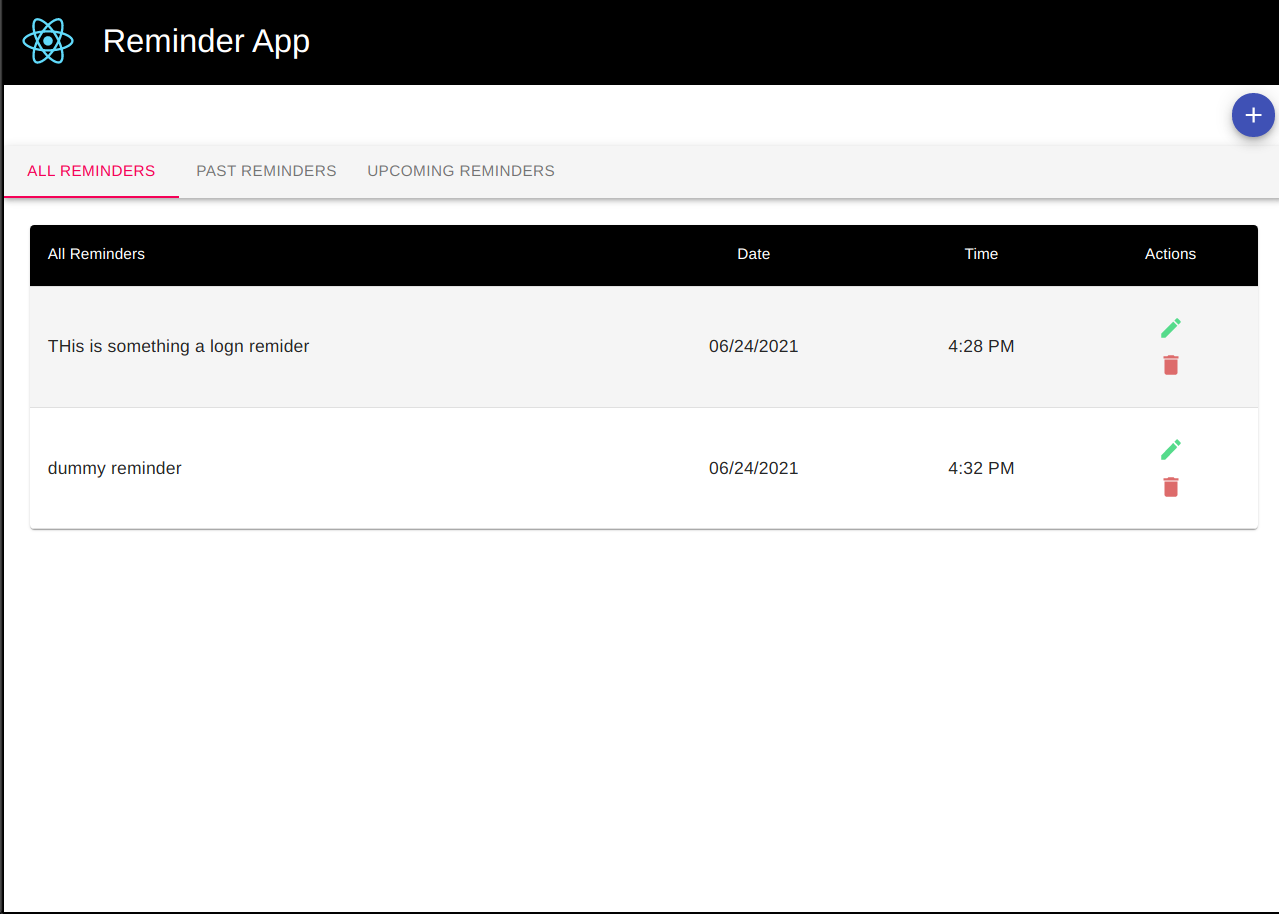 Reminder App
+
ALL REMINDERS PAST REMINDERS UPCOMING REMINDERS
All Reminders Date Time Actions
THis is something a logn remider 06/24/2021 4:28 PM
dummy reminder 06/24/2021 4:32 PM